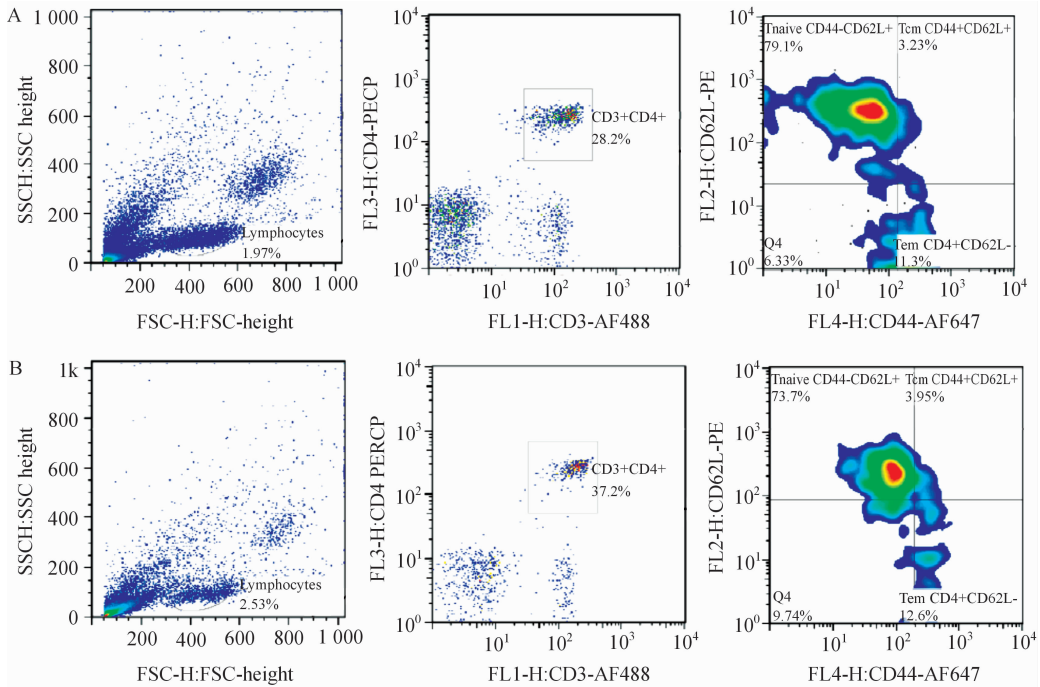 A
1 000
800
600
400
200
0
SSCH:SSC height
Lymphocytes
1.97%
200 400 600 800 1 000
FSC-H:FSC-height
10⁴
10³
10²
10¹
10⁰
FL3-H:CD4-PECP
CD3+CD4+
28.2%
10¹ 10² 10³ 10⁴
FL1-H:CD3-AF488
10⁴
10³
10²
10¹
10⁰
FL2-H:CD62L-PE
Tnaive CD44-CD62L+ Tcm CD44+CD62L+
79.1% 3.23%
Q4 Tem CD4+CD62L-
6.33% 11.3%
10¹ 10² 10³ 10⁴
FL4-H:CD44-AF647
B
1k
800
600
400
200
0
SSCH:SSC height
Lymphocytes
2.53%
200 400 600 800 1 000
FSC-H:FSC-height
10⁴
10³
10²
10¹
10⁰
FL3-H:CD4 PERCP
CD3+CD4+
37.2%
10¹ 10² 10³ 10⁴
FL1-H:CD3-AF488
10⁴
10³
10²
10¹
10⁰
FL2-H:CD62L-PE
Tnaive CD44-CD62L+ Tcm CD44+CD62L+
73.7% 3.95%
Q4 Tem CD4+CD62L-
9.74% 12.6%
10⁰ 10¹ 10² 10³ 10⁴
FL4-H:CD44-AF647